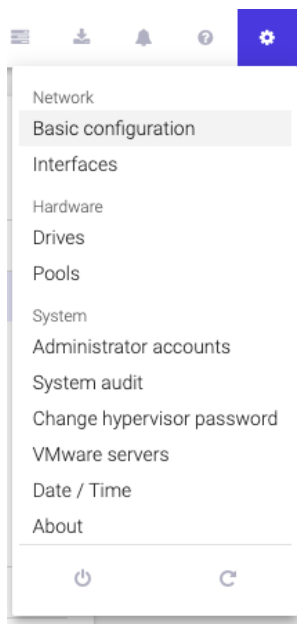 Network
Basic configuration
Interfaces
Hardware
Drives
Pools
System
Administrator accounts
System audit
Change hypervisor password
VMware servers
Date / Time
About